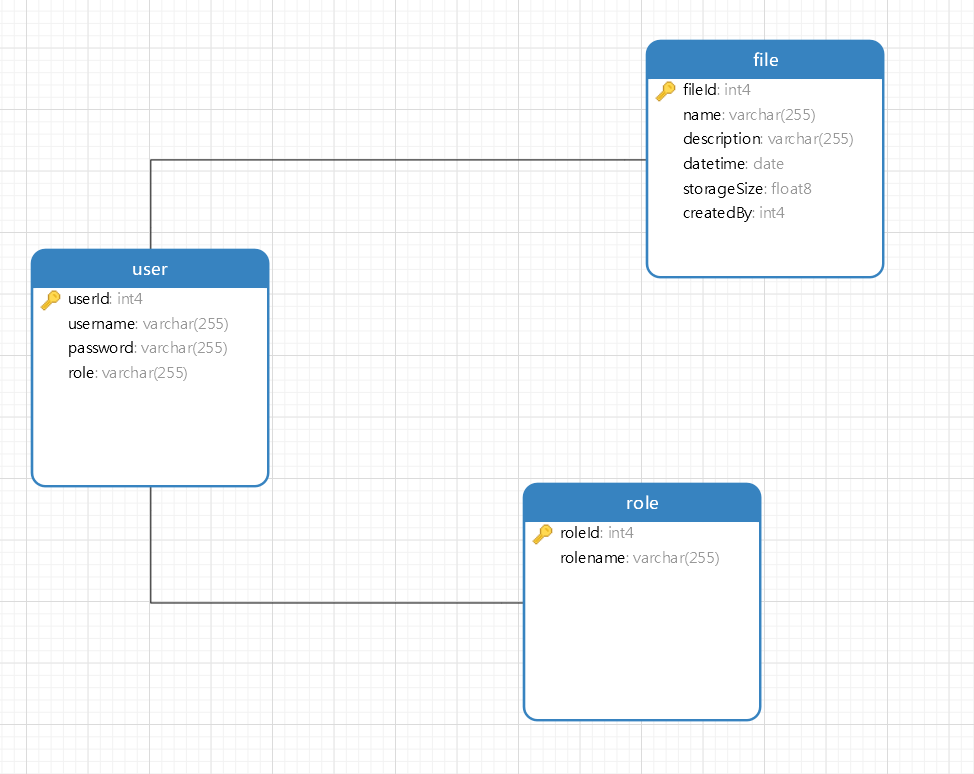 file
fileId: int4
name: varchar(255)
description: varchar(255)
datetime: date
storageSize: float8
createdBy: int4
user
userId: int4
username: varchar(255)
password: varchar(255)
role: varchar(255)
role
roleId: int4
rolename: varchar(255)